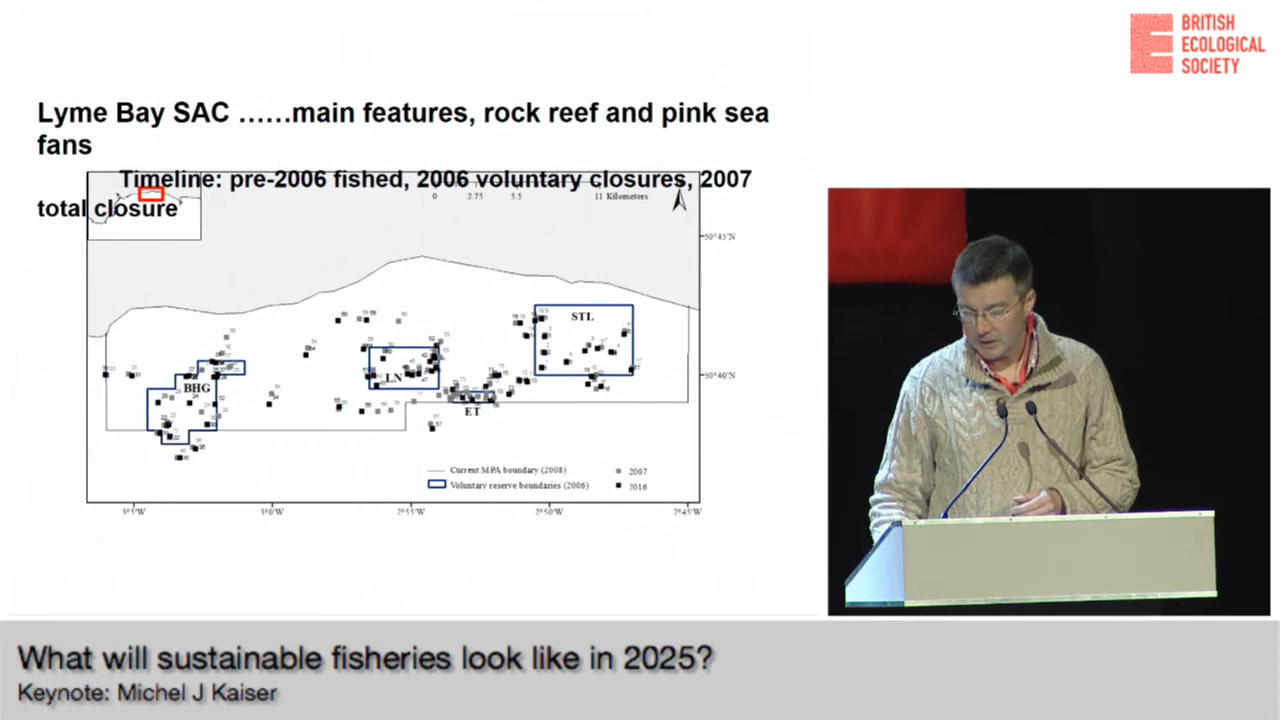 BRITISH
ECOLOGICAL
SOCIETY
Lyme Bay SAC ……main features, rock reef and pink sea
fans
Timeline: pre-2006 fished, 2006 voluntary closures, 2007
total closure
0 2.75 5.5 11 Kilometers
50°45'N
STL
50°40'N
LN
BHG
ET
Current MPA boundary (2008)
2007
Voluntary reserve boundaries (2006)
2016
3°5'W 3°0'W 2°55'W 2°50'W 2°45'W
What will sustainable fisheries look like in 2025?
Keynote: Michel J Kaiser